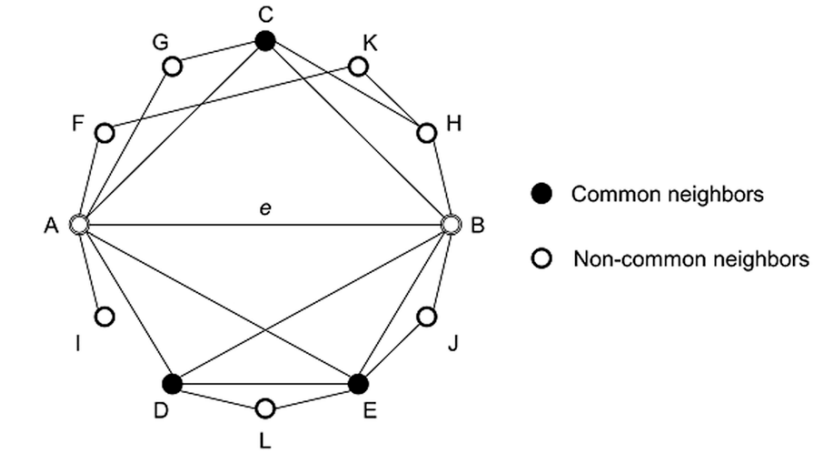 C
G K
F H
A e B
I J
D E
L
Common neighbors
Non-common neighbors